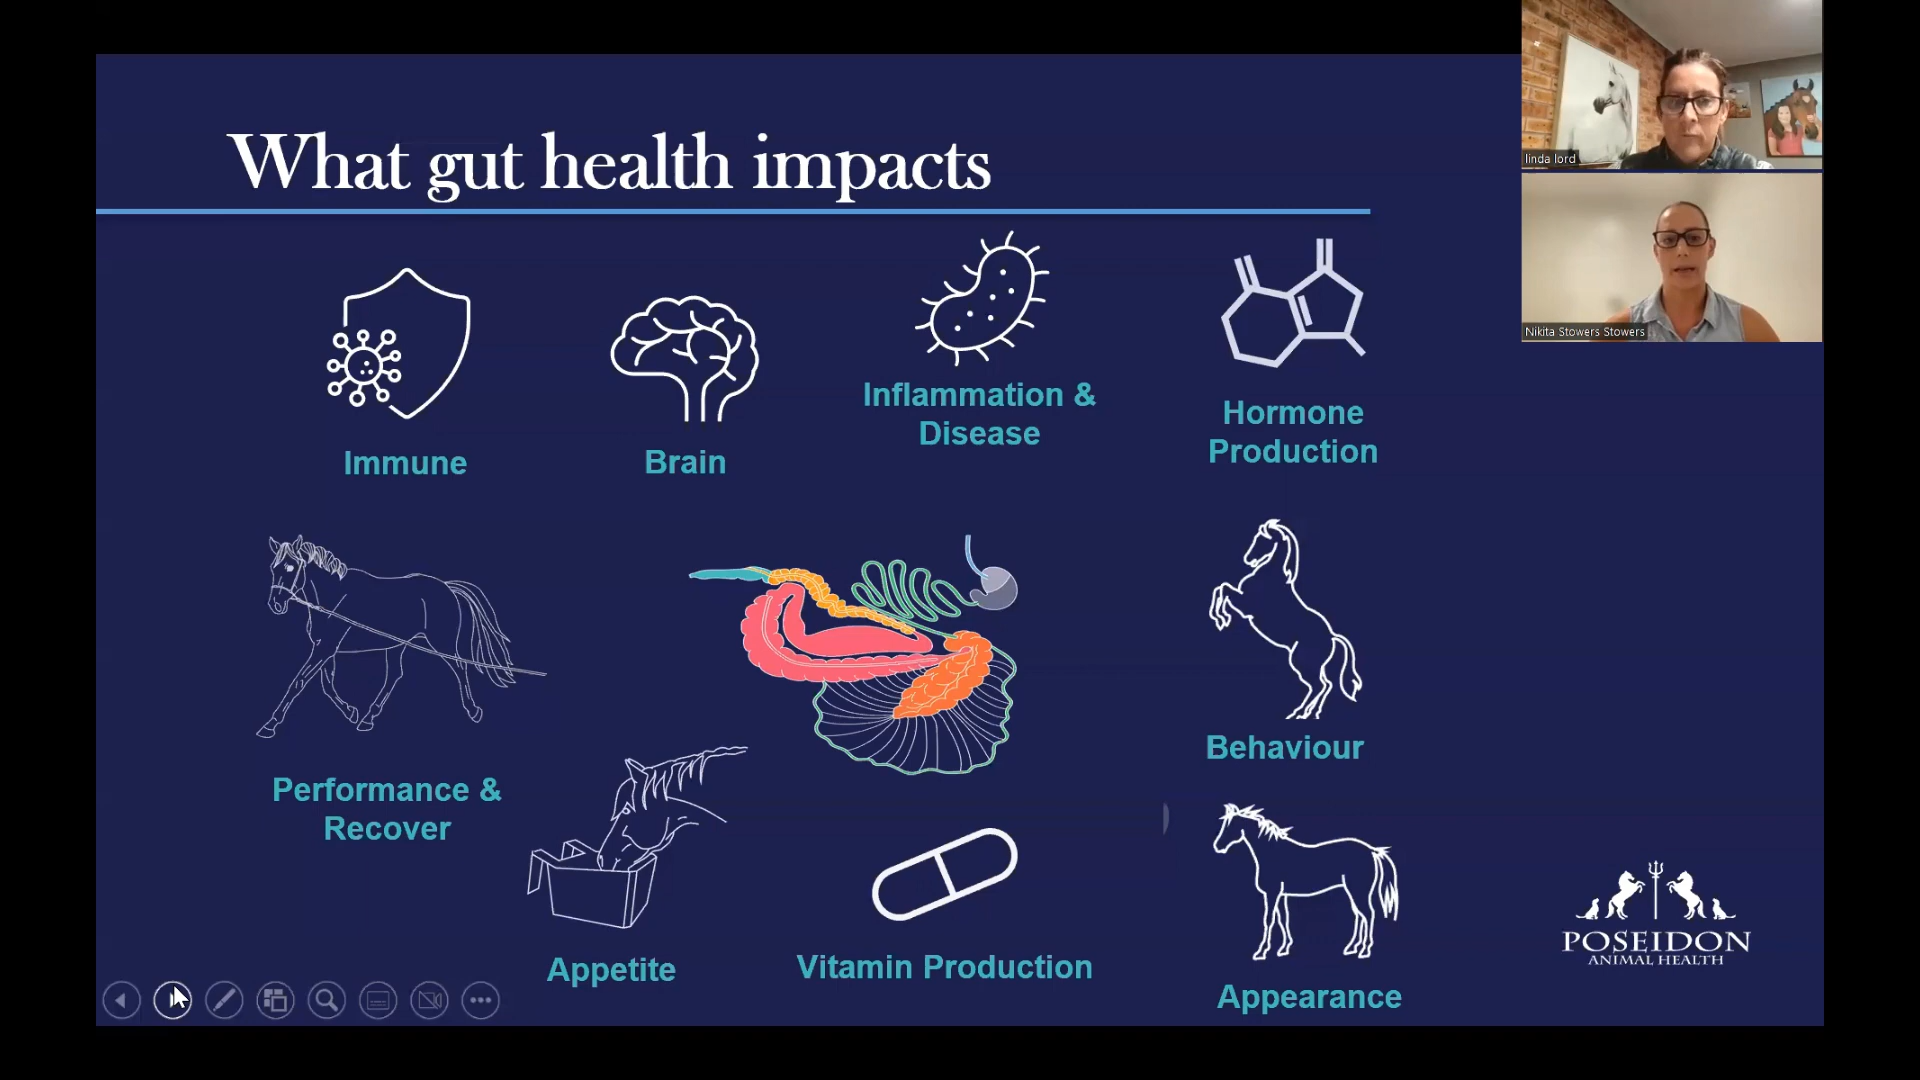 What gut health impacts
linda lord
Nikita Stowers Stowers
Immune
Brain
Inflammation &
Disease
Hormone
Production
Performance &
Recover
Behaviour
Appetite
Vitamin Production
Appearance
POSEIDON
ANIMAL HEALTH